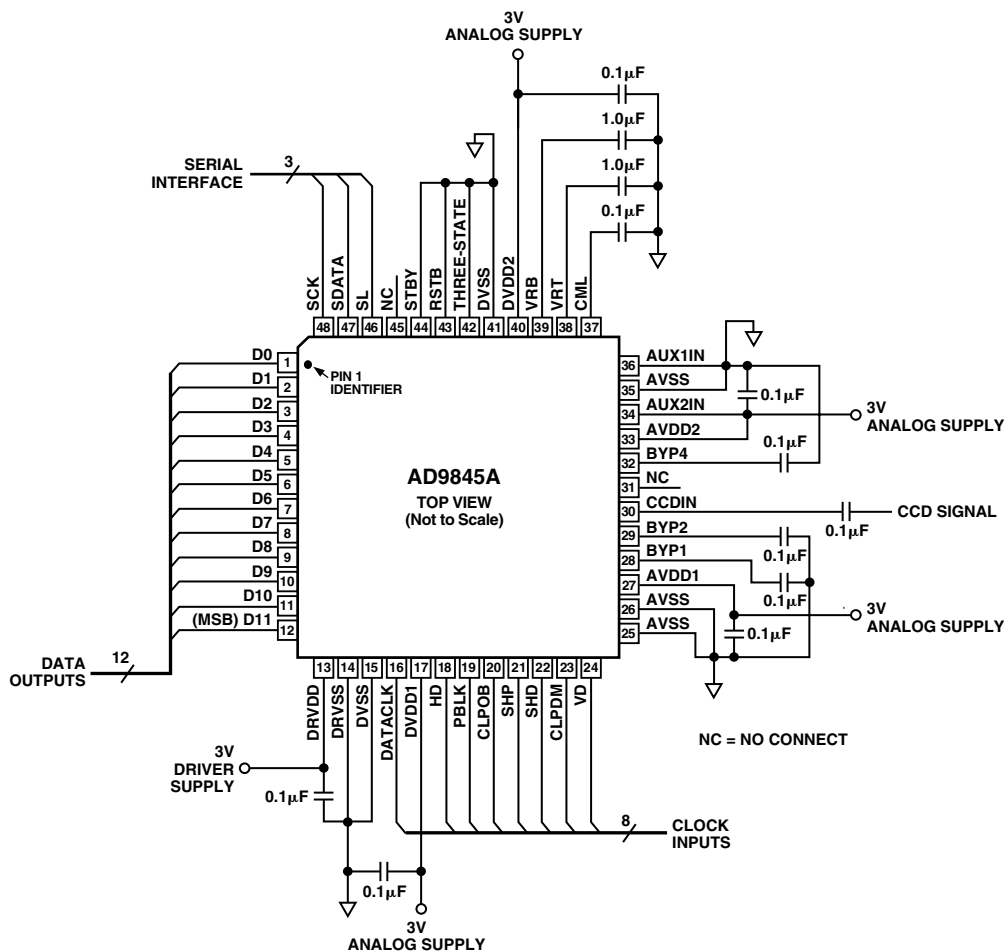 3V
ANALOG SUPPLY
0.1µF
1.0µF
1.0µF
0.1µF
SERIAL
INTERFACE
3
SCK
SDATA
SL
NC
STBY
RSTB
THREE-STATE
DVSS
DVDD2
VRB
VRT
CML
48
47
46
45
44
43
42
41
40
39
38
37
D0
1
D1
2
D2
3
D3
4
D4
5
D5
6
D6
7
D7
8
D8
9
D9
10
D10
11
(MSB) D11
12
DATA
OUTPUTS
12
PIN 1
IDENTIFIER
AD9845A
TOP VIEW
(Not to Scale)
36
AUX1IN
35
AVSS
34
AUX2IN
33
AVDD2
32
BYP4
31
NC
30
CCDIN
29
BYP2
28
BYP1
27
AVDD1
26
AVSS
25
AVSS
0.1µF
3V
ANALOG SUPPLY
0.1µF
0.1µF
CCD SIGNAL
0.1µF
0.1µF
3V
ANALOG SUPPLY
0.1µF
13
14
15
16
17
18
19
20
21
22
23
24
DRVDD
DRVSS
DVSS
DATACLK
DVDD1
HD
PBLK
CLPOB
SHP
SHD
CLPDM
VD
NC = NO CONNECT
3V
DRIVER
SUPPLY
0.1µF
8
CLOCK
INPUTS
0.1µF
3V
ANALOG SUPPLY